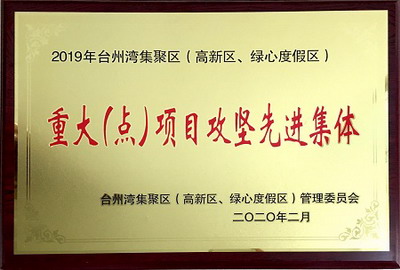 2019年台州湾集聚区（高新区、绿心度假区）
重大(点)项目攻坚先进集体
台州湾集聚区（高新区、绿心度假区）管理委员会
二〇二〇年二月